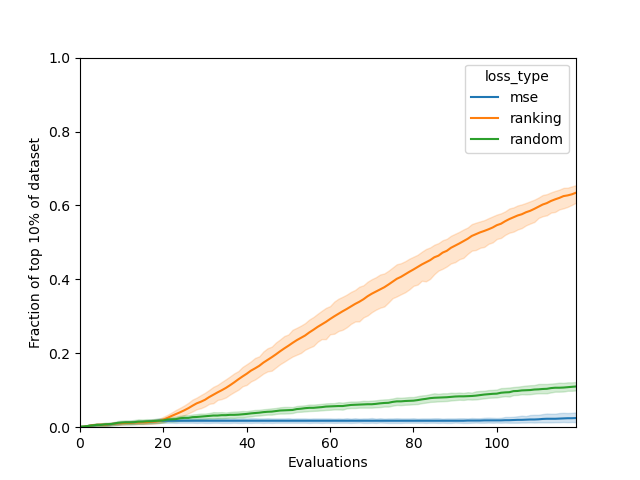 1.0
0.8
0.6
0.4
0.2
0.0
Fraction of top 10% of dataset
0 20 40 60 80 100
Evaluations
loss_type
mse
ranking
random